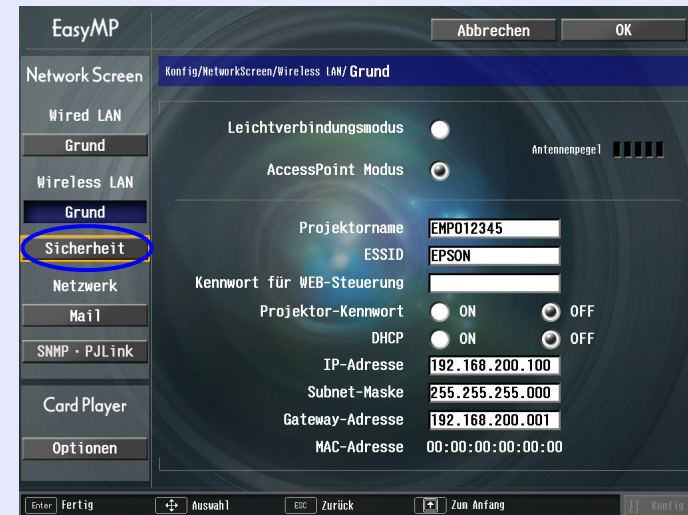 EasyMP
Abbrechen
OK
Network Screen
Konfig/NetworkScreen/Wireless LAN/ Grund
Wired LAN
Grund
Wireless LAN
Grund
Sicherheit
Netzwerk
Mail
SNMP · PJLink
Card Player
Optionen
Leichtverbindungsmodus
Antennenpegel
AccessPoint Modus
Projektorname EMP012345
ESSID EPSON
Kennwort für WEB-Steuerung
Projektor-Kennwort ON OFF
DHCP ON OFF
IP-Adresse 192.168.200.100
Subnet-Maske 255.255.255.000
Gateway-Adresse 192.168.200.001
MAC-Adresse 00:00:00:00:00:00
Enter Fertig
Auswahl
ESC Zurück
Zum Anfang
Konfig